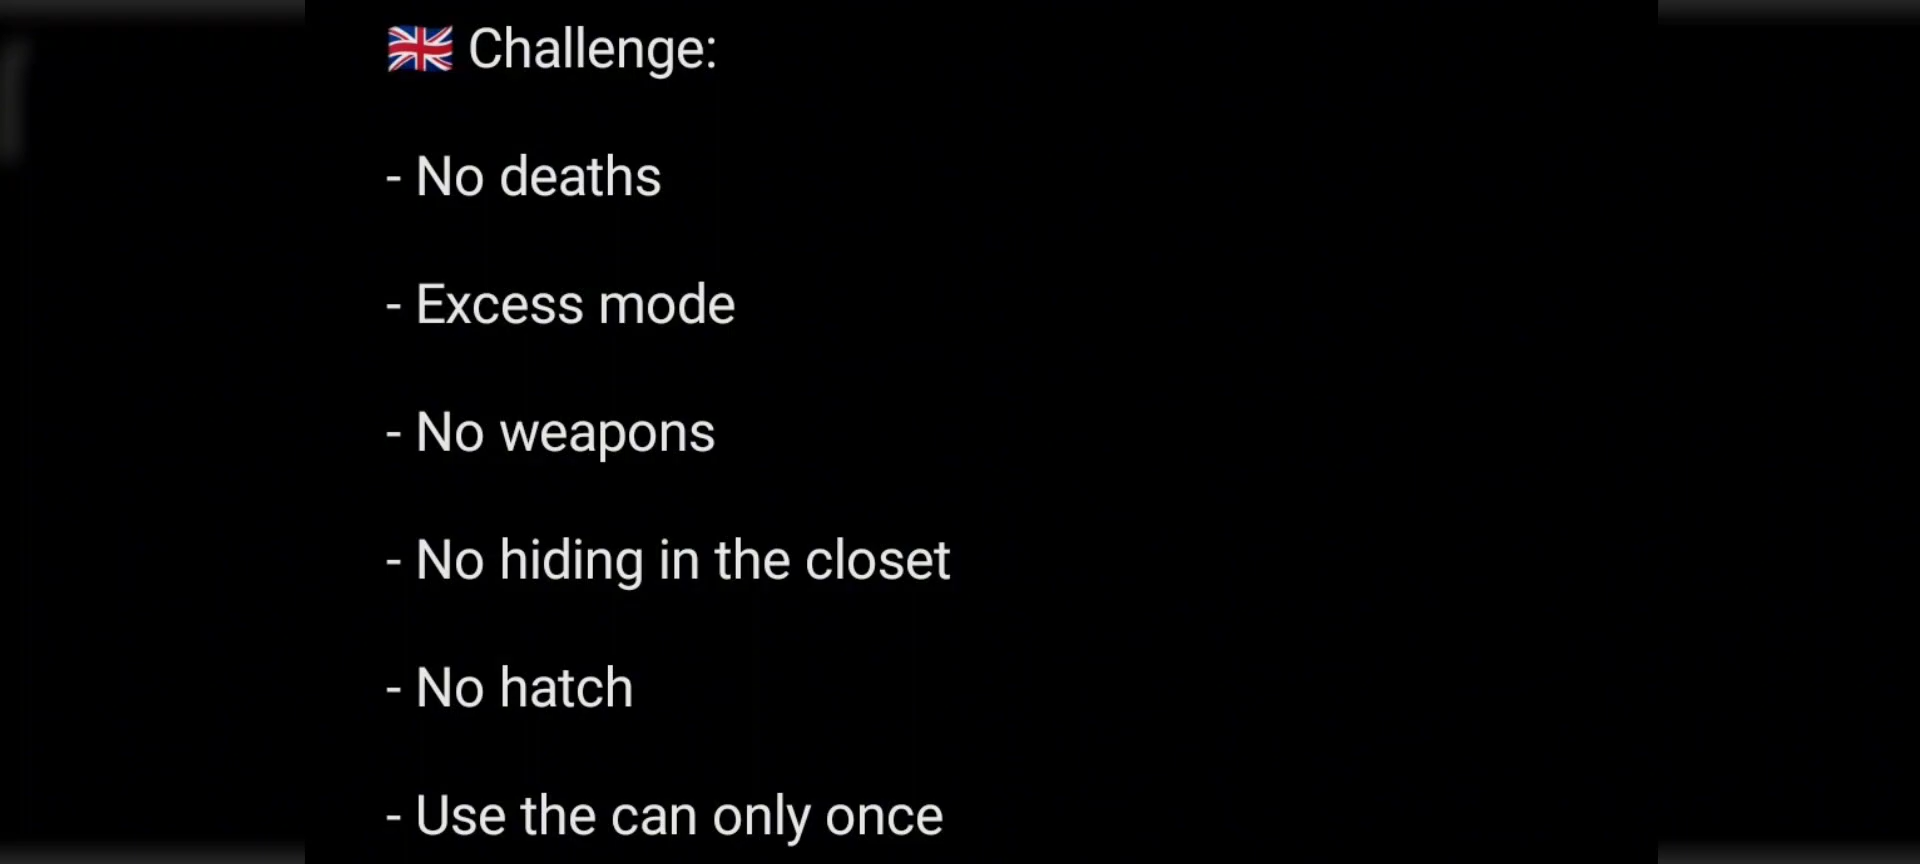 🇬🇧 Challenge:
- No deaths
- Excess mode
- No weapons
- No hiding in the closet
- No hatch
- Use the can only once